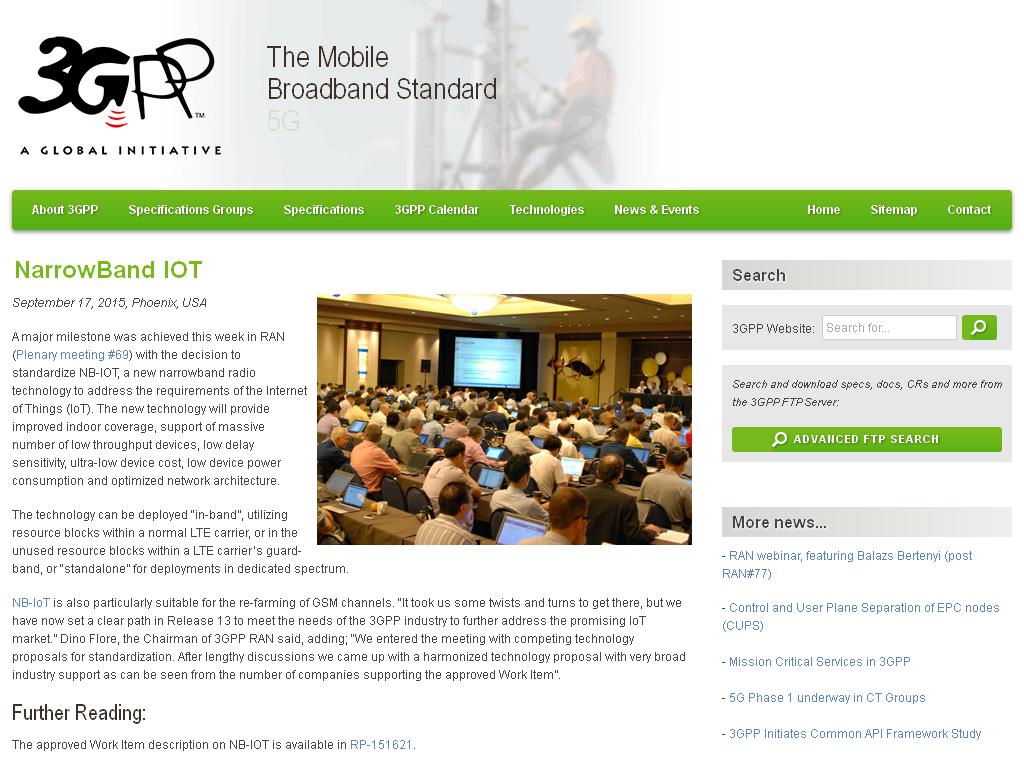 3GPP™
A GLOBAL INITIATIVE
The Mobile
Broadband Standard
5G
About 3GPP Specifications Groups Specifications 3GPP Calendar Technologies News & Events Home Sitemap Contact
NarrowBand IOT
September 17, 2015, Phoenix, USA
A major milestone was achieved this week in RAN
(Plenary meeting #69) with the decision to
standardize NB-IOT, a new narrowband radio
technology to address the requirements of the Internet
of Things (IoT). The new technology will provide
improved indoor coverage, support of massive
number of low throughput devices, low delay
sensitivity, ultra-low device cost, low device power
consumption and optimized network architecture.
The technology can be deployed "in-band", utilizing
resource blocks within a normal LTE carrier, or in the
unused resource blocks within a LTE carrier's guard-
band, or "standalone" for deployments in dedicated spectrum.
NB-IoT is also particularly suitable for the re-farming of GSM channels. "It took us some twists and turns to get there, but we
have now set a clear path in Release 13 to meet the needs of the 3GPP industry to further address the promising IoT
market." Dino Flore, the Chairman of 3GPP RAN said, adding; "We entered the meeting with competing technology
proposals for standardization. After lengthy discussions we came up with a harmonized technology proposal with very broad
industry support as can be seen from the number of companies supporting the approved Work Item".
Further Reading:
The approved Work Item description on NB-IOT is available in RP-151621.
Search
3GPP Website: Search for...
Search and download specs, docs, CRs and more from
the 3GPP FTP Server:
ADVANCED FTP SEARCH
More news...
- RAN webinar, featuring Balazs Bertenyi (post
RAN#77)
- Control and User Plane Separation of EPC nodes
(CUPS)
- Mission Critical Services in 3GPP
- 5G Phase 1 underway in CT Groups
- 3GPP Initiates Common API Framework Study